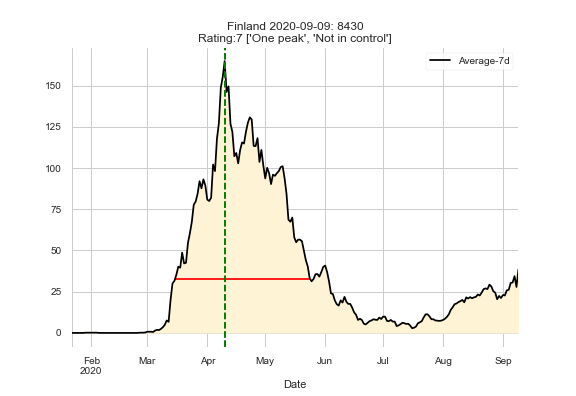 Finland 2020-09-09: 8430
Rating:7 ['One peak', 'Not in control']
Average-7d
150
125
100
75
50
25
0
Feb Mar Apr May Jun Jul Aug Sep
2020
Date